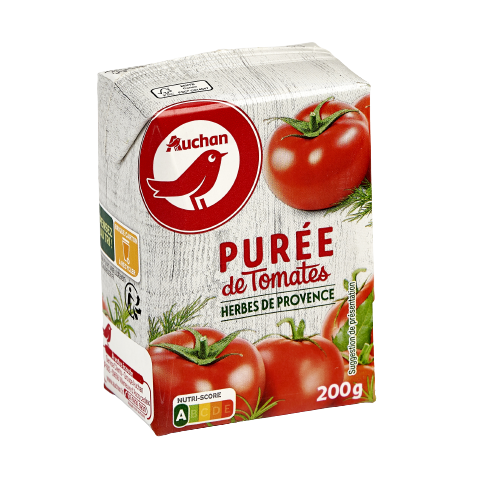 Auchan
PURÉE
de Tomates
HERBES DE PROVENCE
Suggestion de présentation
200g
NUTRI-SCORE
A B C D E